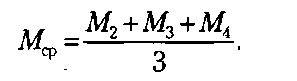 M_ср = (M_2 + M_3 + M_4) / 3.